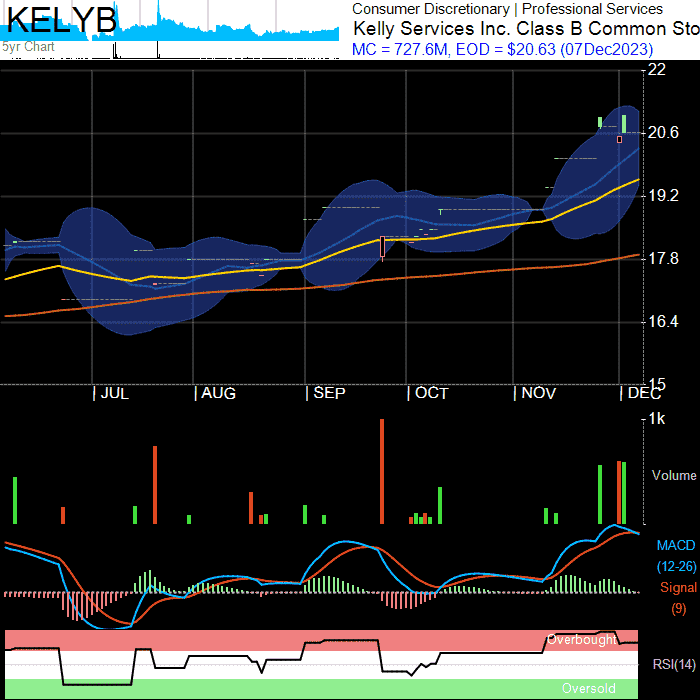 KELYB
5yr Chart
Consumer Discretionary | Professional Services
Kelly Services Inc. Class B Common Sto
MC = 727.6M, EOD = $20.63 (07Dec2023)
22
20.6
19.2
17.8
16.4
15
| JUL | AUG | SEP | OCT | NOV | DEC
1k
Volume
MACD
(12-26)
Signal
(9)
Overbought
RSI(14)
Oversold